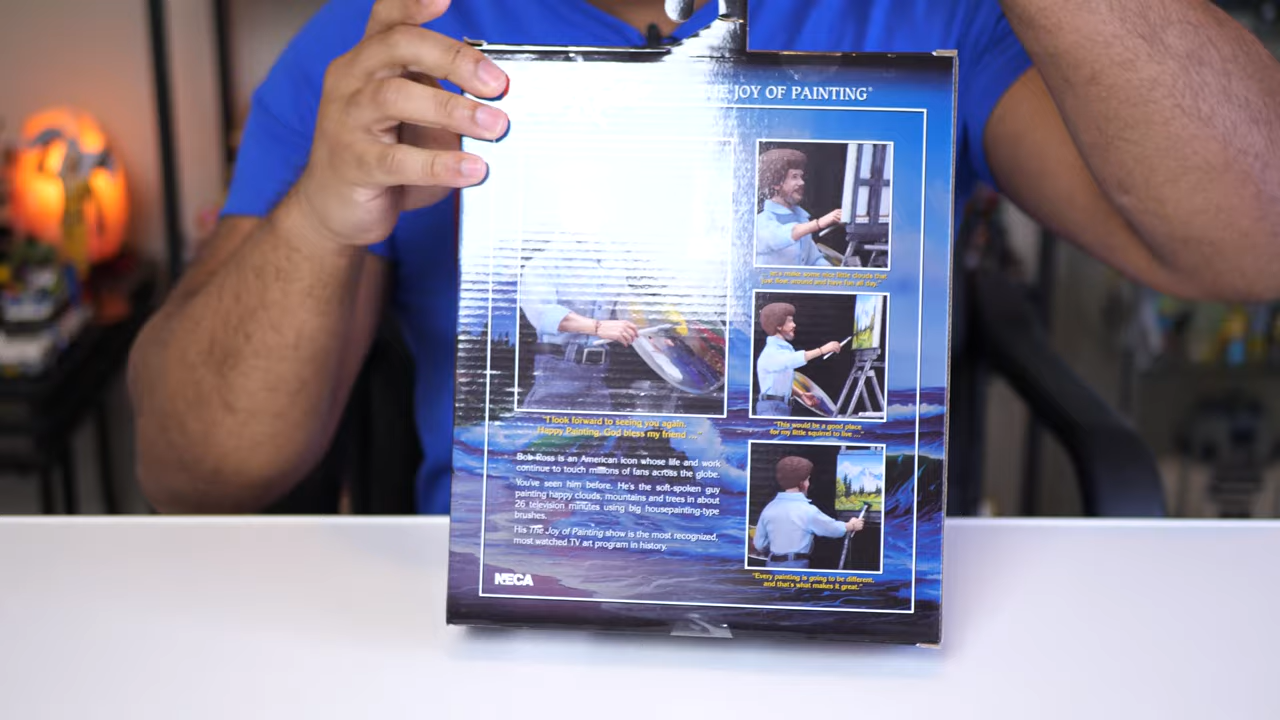 JOY OF PAINTING®
"let's make some nice little clouds that
just float around and have fun all day."
"I look forward to seeing you again.
Happy Painting, God bless my friend ..."
"This would be a good place
for my little squirrel to live ..."
Bob Ross is an American icon whose life and work
continue to touch millions of fans across the globe.
You've seen him before. He's the soft-spoken guy
painting happy clouds, mountains and trees in about
26 television minutes using big housepainting-type
brushes.
His The Joy of Painting show is the most recognized,
most watched TV art program in history.
"Every painting is going to be different,
and that's what makes it great."
NECA